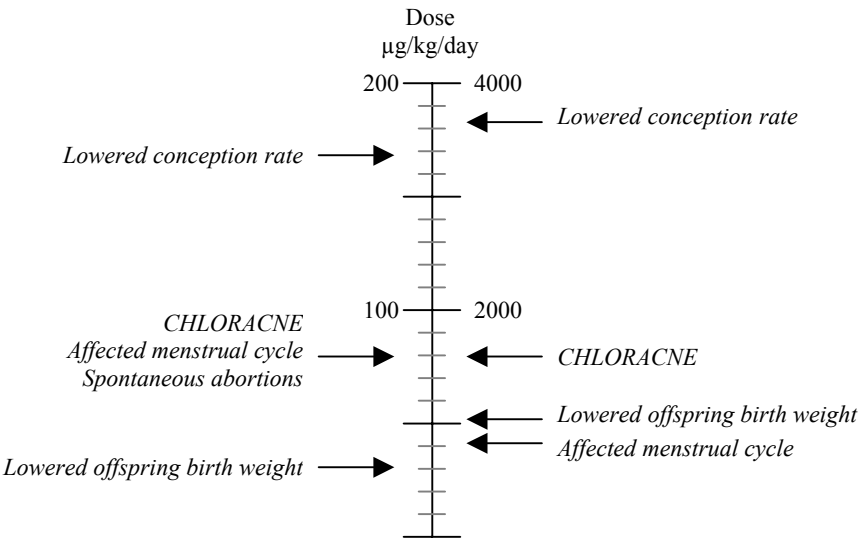 Dose
µg/kg/day
200 4000
Lowered conception rate
Lowered conception rate
100 2000
CHLORACNE
Affected menstrual cycle
Spontaneous abortions
CHLORACNE
Lowered offspring birth weight
Affected menstrual cycle
Lowered offspring birth weight